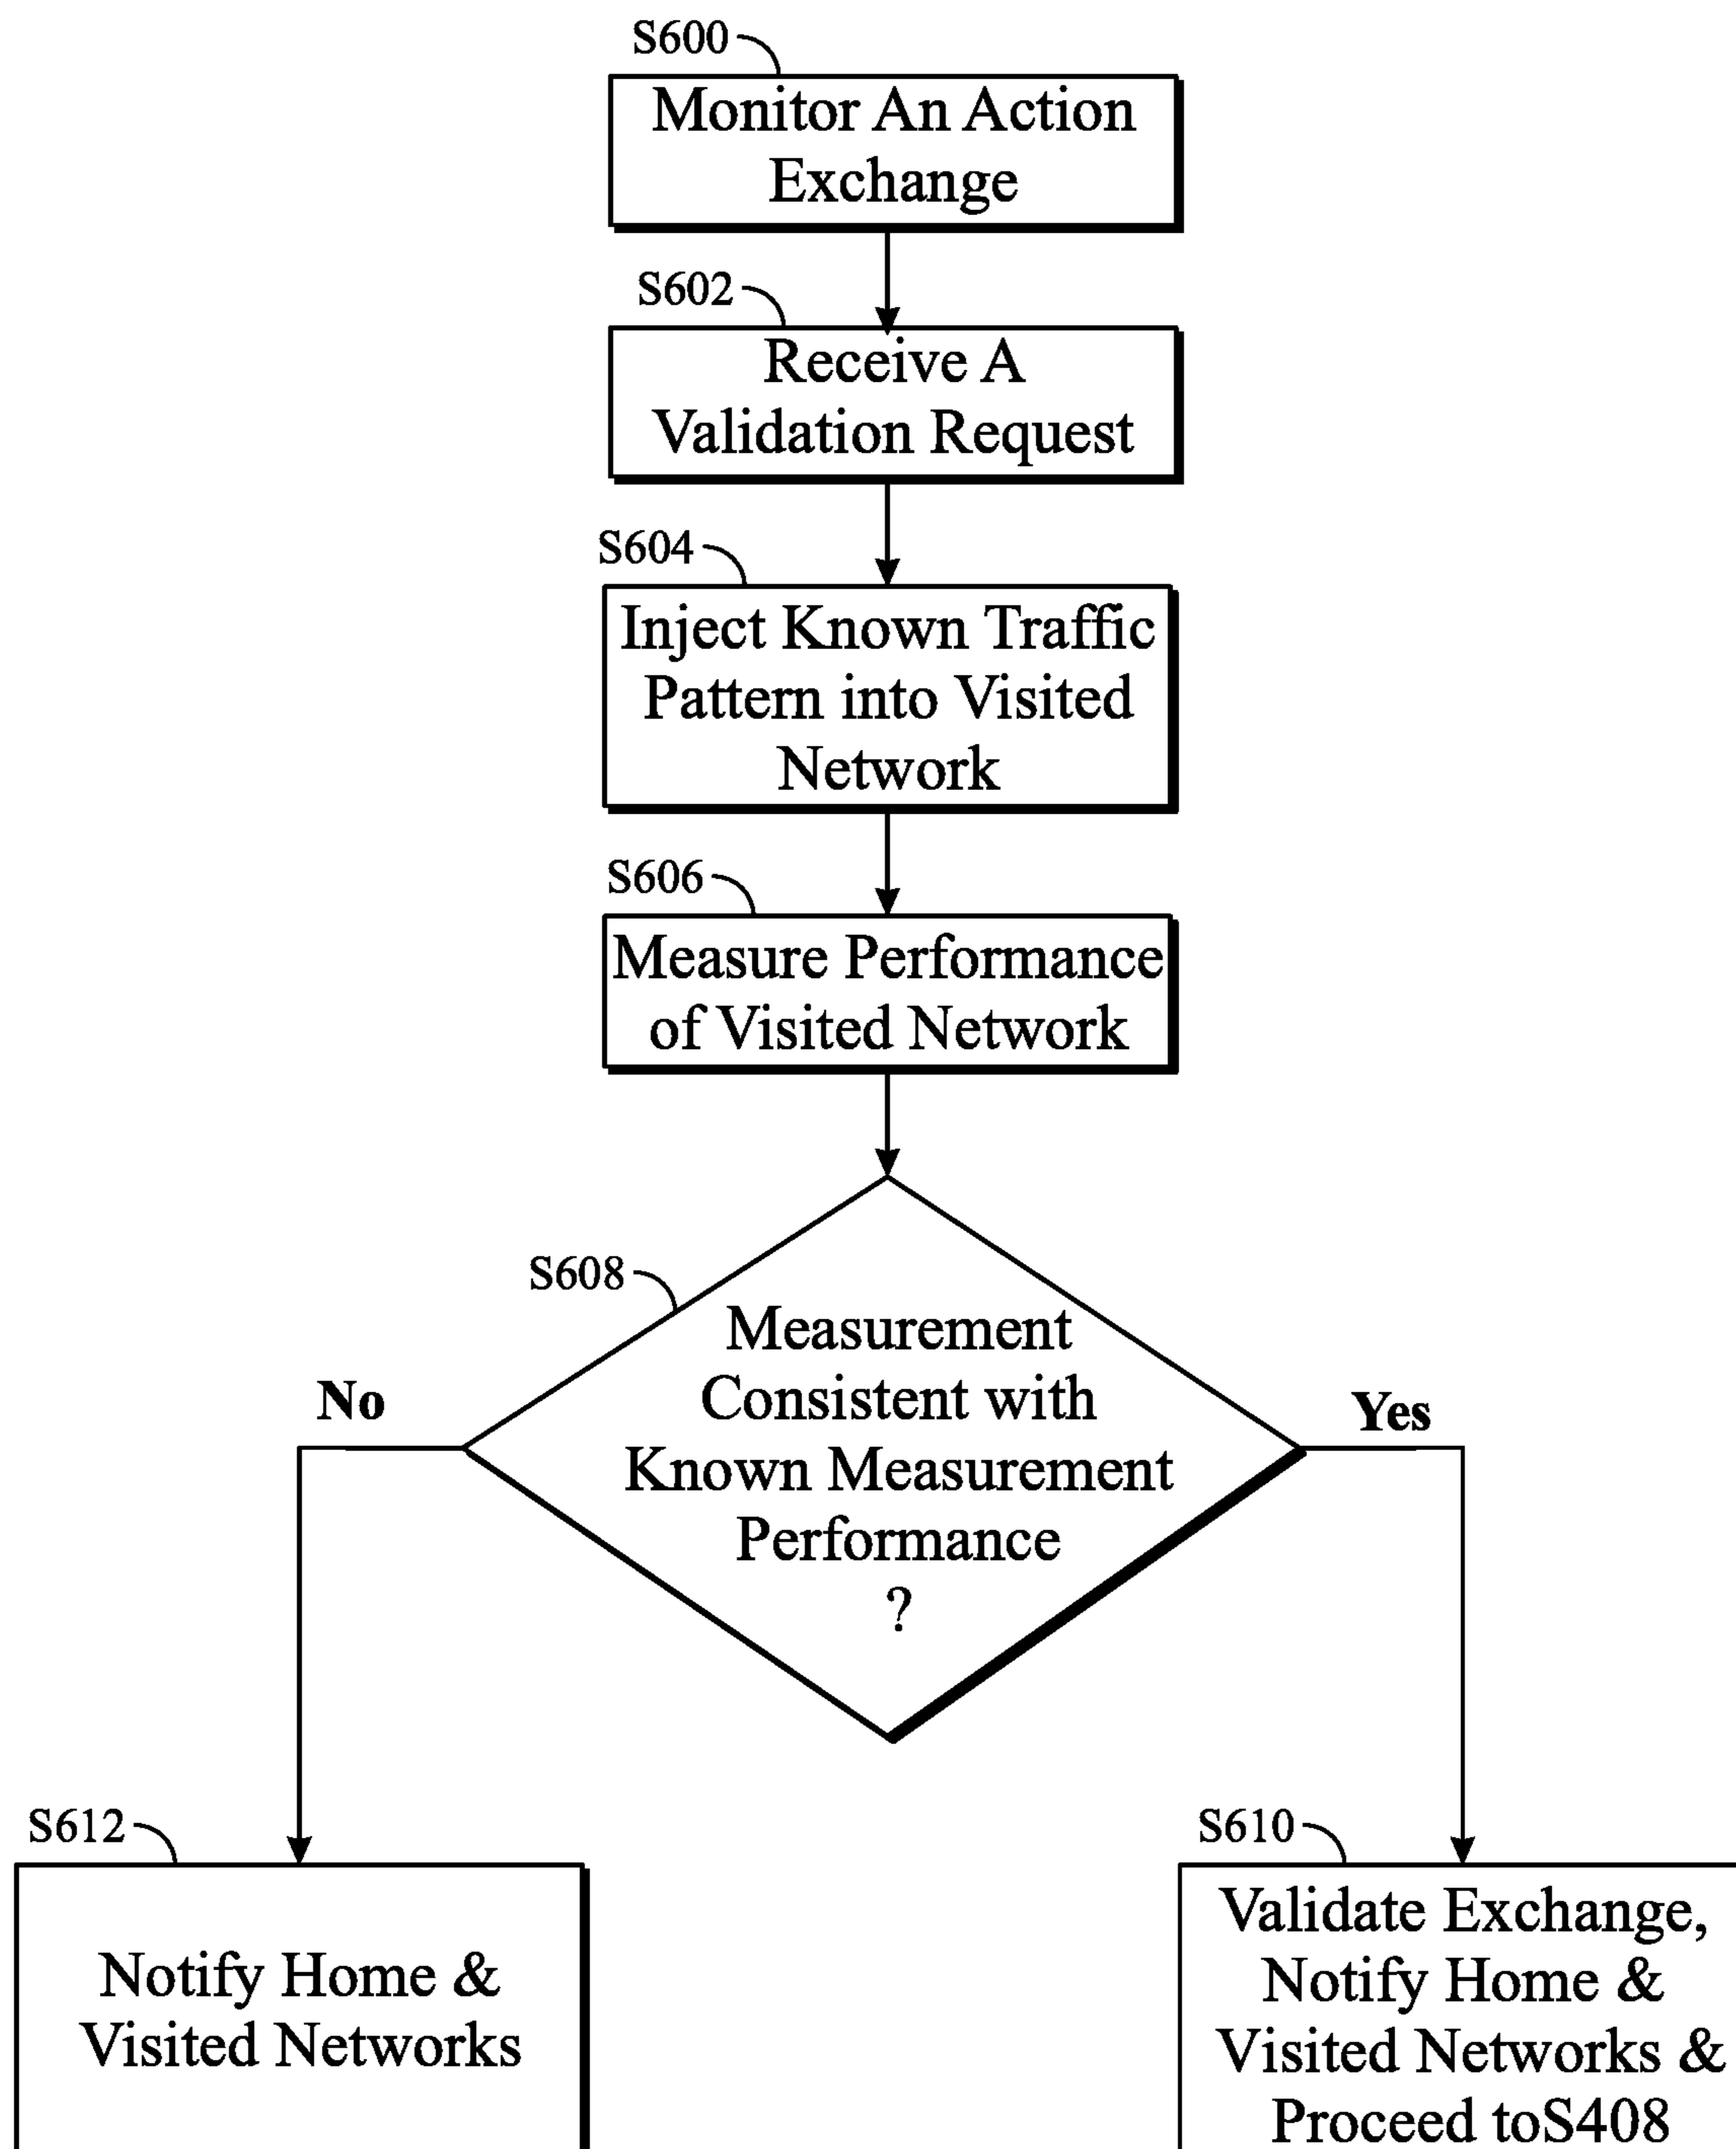 S600
Monitor An Action
Exchange
S602
Receive A
Validation Request
S604
Inject Known Traffic
Pattern into Visited
Network
S606
Measure Performance
of Visited Network
S608
Measurement
Consistent with
Known Measurement
Performance
?
No
Yes
S612
Notify Home &
Visited Networks
S610
Validate Exchange,
Notify Home &
Visited Networks &
Proceed toS408